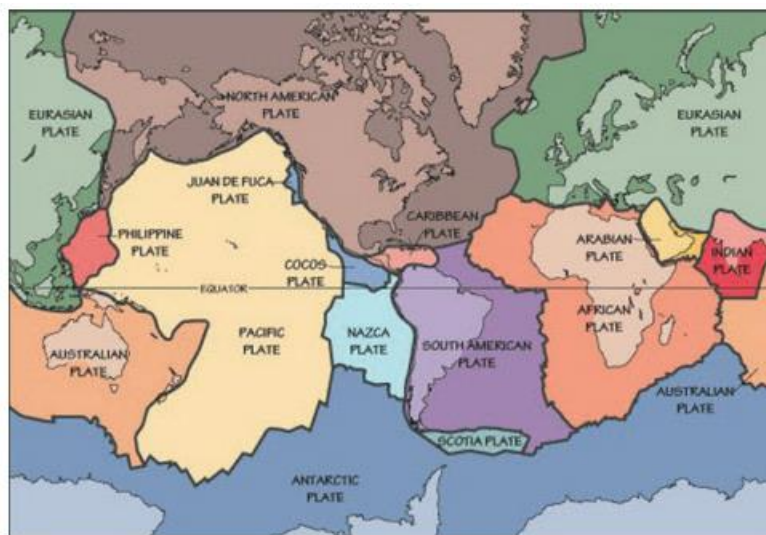 NORTH AMERICAN
PLATE
EURASIAN
PLATE
EURASIAN
PLATE
JUAN DE FUCA
PLATE
CARIBBEAN
PLATE
PHILIPPINE
PLATE
ARABIAN
PLATE
INDIAN
PLATE
COCOS
PLATE
EQUATOR
AFRICAN
PLATE
PACIFIC
PLATE
NAZCA
PLATE
SOUTH AMERICAN
PLATE
AUSTRALIAN
PLATE
AUSTRALIAN
PLATE
SCOTIA PLATE
ANTARCTIC
PLATE